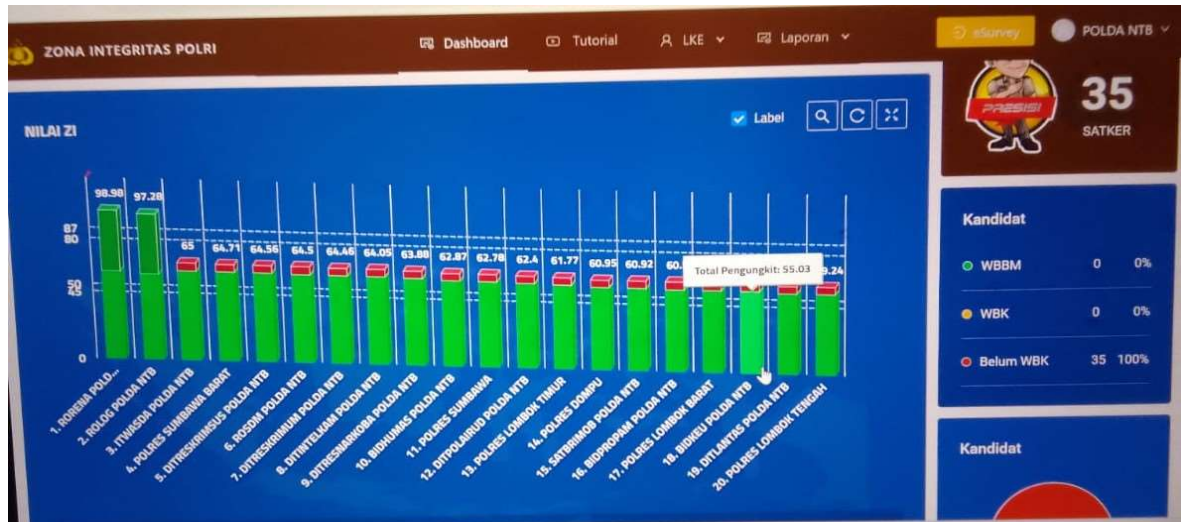 ZONA INTEGRITAS POLRI
Dashboard
Tutorial
LKE
Laporan
eSurvey
POLDA NTB
NILAI ZI
Label
98.98
97.28
65
64.71
64.56
64.5
64.46
64.05
63.88
62.87
62.78
62.4
61.77
60.95
60.92
60.
Total Pengungkit: 55.03
9.24
87
80
50
45
0
1. RORENA POLD...
2. ROLOG POLDA NTB
3. ITWASDA POLDA NTB
4. POLRES SUMBAWA BARAT
5. DITRESKRIMSUS POLDA NTB
6. ROSDM POLDA NTB
7. DITRESKRIMUM POLDA NTB
8. DITINTELKAM POLDA NTB
9. DITRESNARKOBA POLDA NTB
10. BIDHUMAS POLDA NTB
11. POLRES SUMBAWA
12. DITPOLAIRUD POLDA NTB
13. POLRES LOMBOK TIMUR
14. POLRES DOMPU
15. SATBRIMOB POLDA NTB
16. BIDPROPAM POLDA NTB
17. POLRES LOMBOK BARAT
18. BIDKEU POLDA NTB
19. DITLANTAS POLDA NTB
20. POLRES LOMBOK TENGAH
PRESISI
35
SATKER
Kandidat
WBBM 0 0%
WBK 0 0%
Belum WBK 35 100%
Kandidat